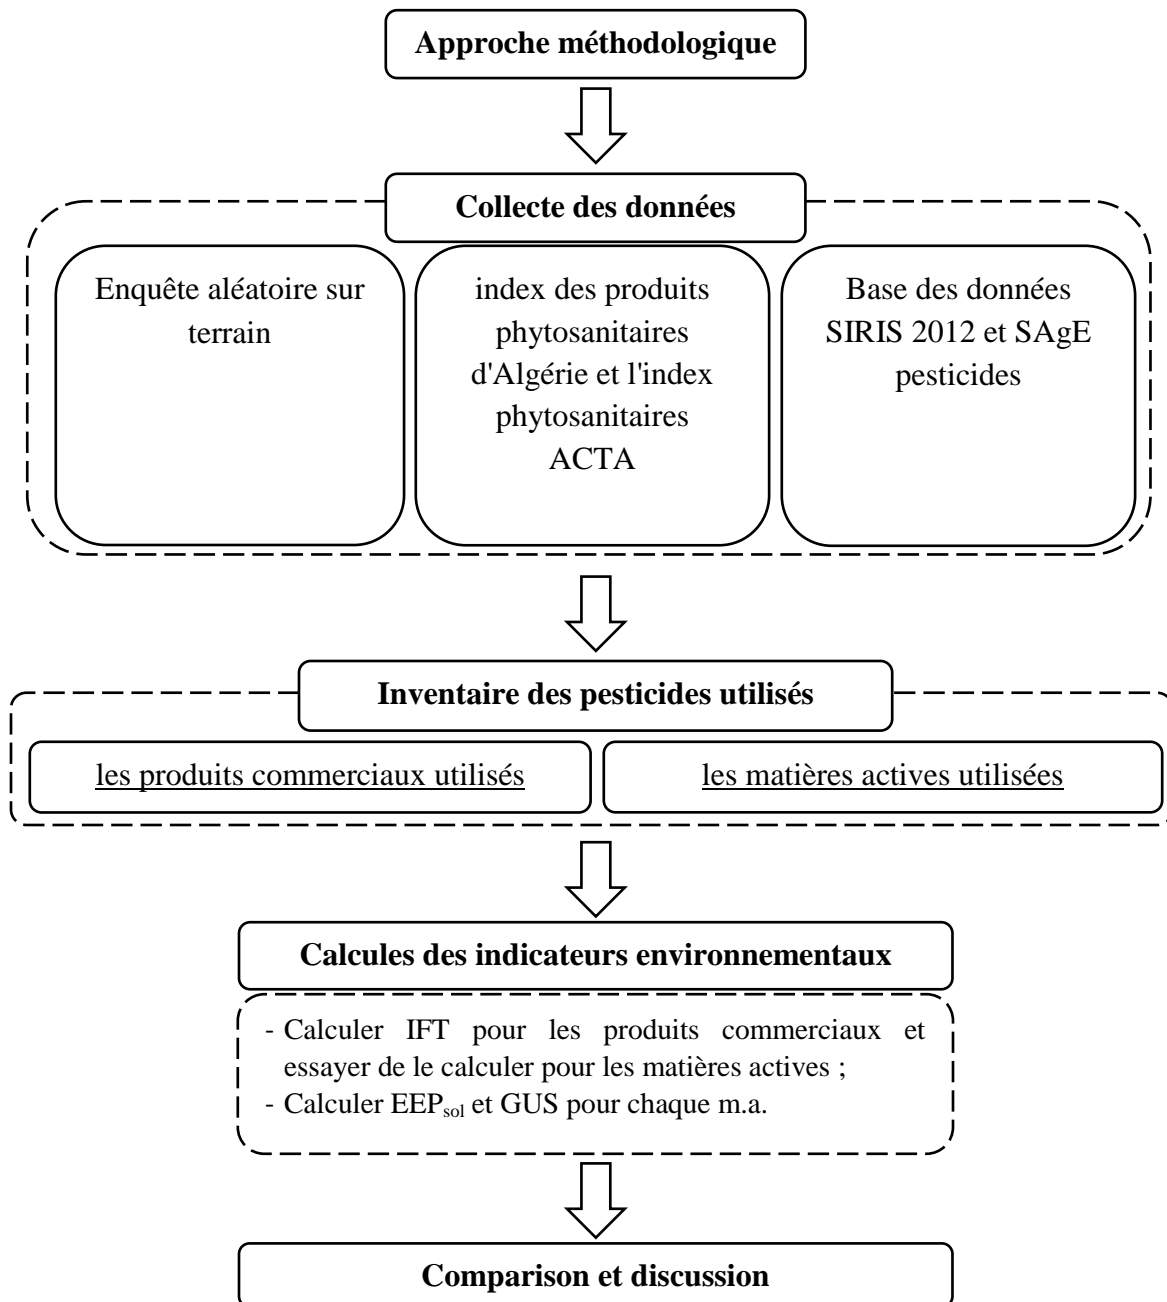 Approche méthodologique
Collecte des données
Enquête aléatoire sur
terrain
index des produits
phytosanitaires
d'Algérie et l'index
phytosanitaires
ACTA
Base des données
SIRIS 2012 et SAgE
pesticides
Inventaire des pesticides utilisés
les produits commerciaux utilisés
les matières actives utilisées
Calcules des indicateurs environnementaux
- Calculer IFT pour les produits commerciaux et
essayer de le calculer pour les matières actives ;
- Calculer EEPsol et GUS pour chaque m.a.
Comparison et discussion